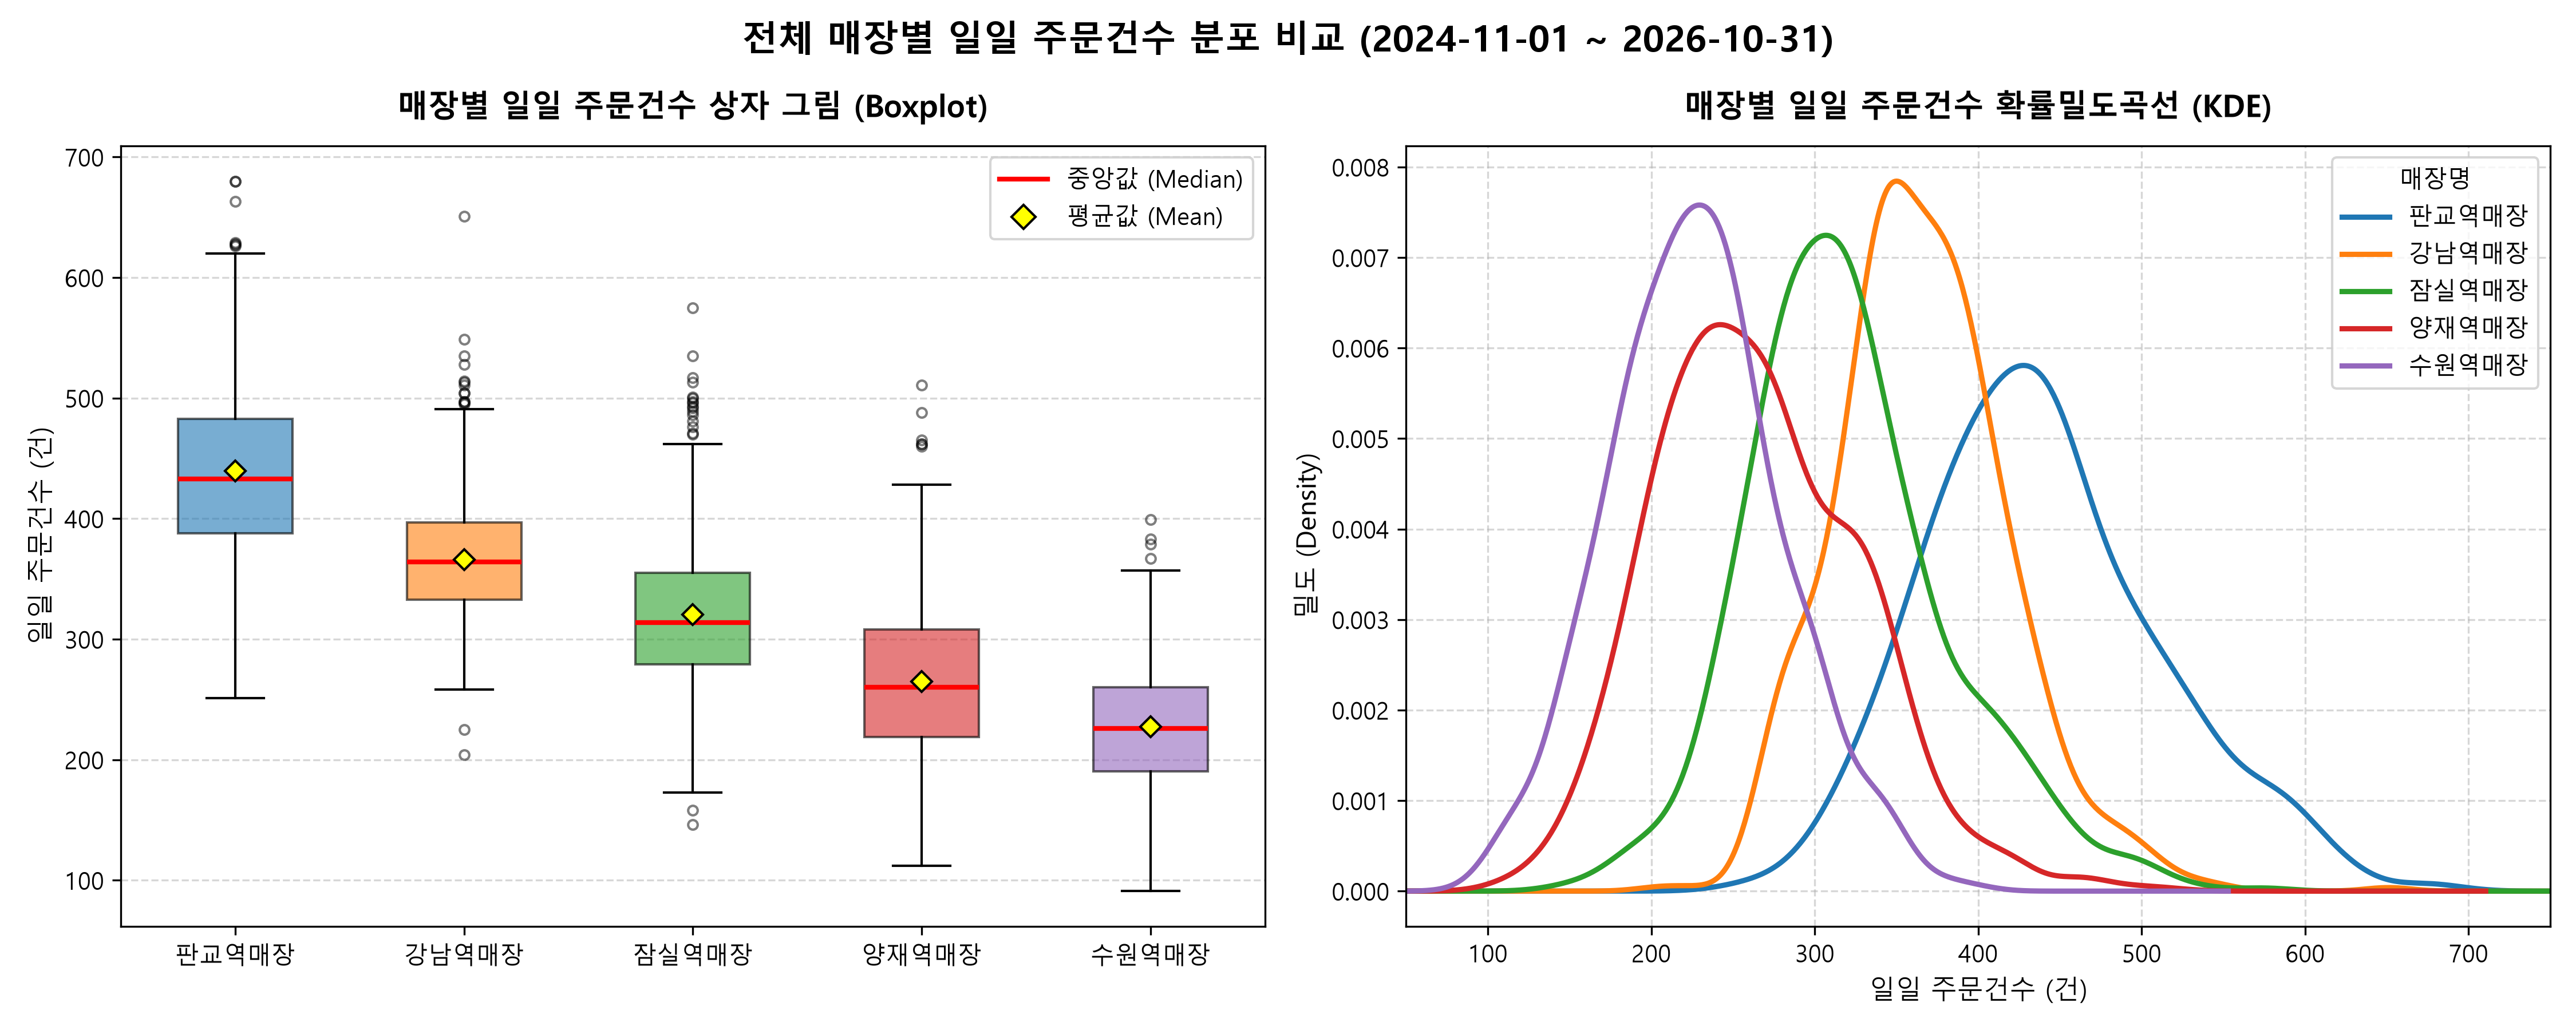 전체 매장별 일일 주문건수 분포 비교 (2024-11-01 ~ 2026-10-31)
매장별 일일 주문건수 상자 그림 (Boxplot)
700
600
500
400
300
200
100
일일 주문건수 (건)
중앙값 (Median)
평균값 (Mean)
판교역매장
강남역매장
잠실역매장
양재역매장
수원역매장
매장별 일일 주문건수 확률밀도곡선 (KDE)
0.008
0.007
0.006
0.005
0.004
0.003
0.002
0.001
0.000
밀도 (Density)
매장명
판교역매장
강남역매장
잠실역매장
양재역매장
수원역매장
100
200
300
400
500
600
700
일일 주문건수 (건)